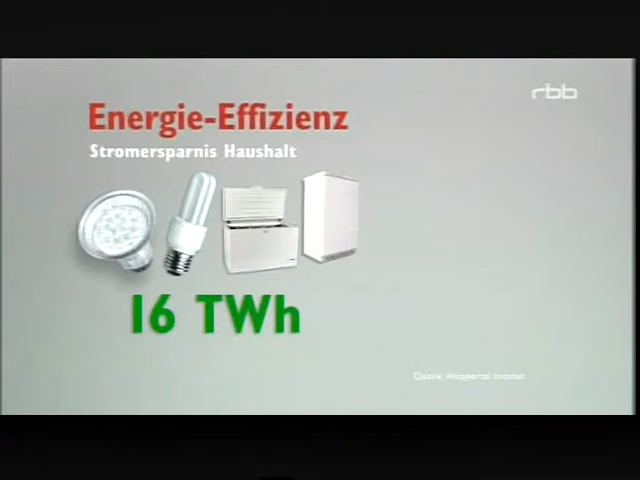 rbb
Energie-Effizienz
Stromersparnis Haushalt
16 TWh
Quelle: Wuppertal Institut